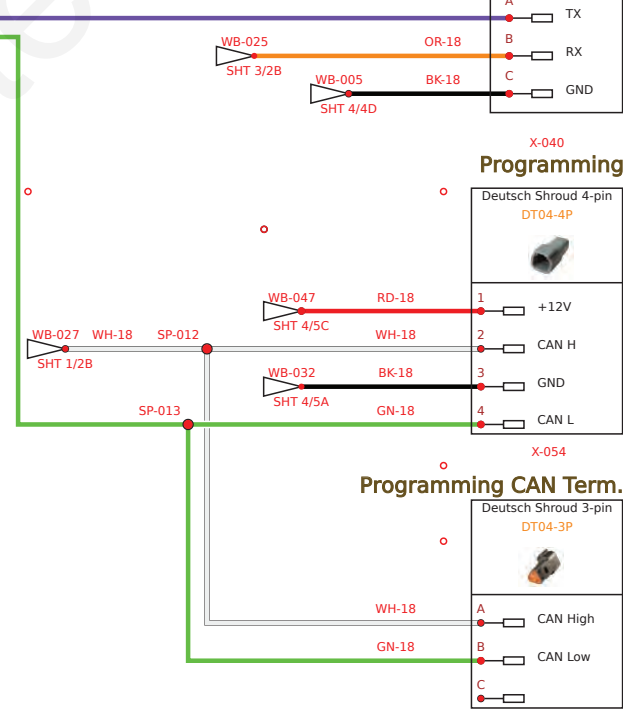 A
TX
WB-025
OR-18
B
RX
SHT 3/2B
WB-005
BK-18
C
GND
SHT 4/4D
X-040
Programming
Deutsch Shroud 4-pin
DT04-4P
WB-047
RD-18
1
+12V
SHT 4/5C
WB-027
WH-18
SP-012
WH-18
2
CAN H
SHT 1/2B
WB-032
BK-18
3
GND
SHT 4/5A
SP-013
GN-18
4
CAN L
X-054
Programming CAN Term.
Deutsch Shroud 3-pin
DT04-3P
WH-18
A
CAN High
GN-18
B
CAN Low
C